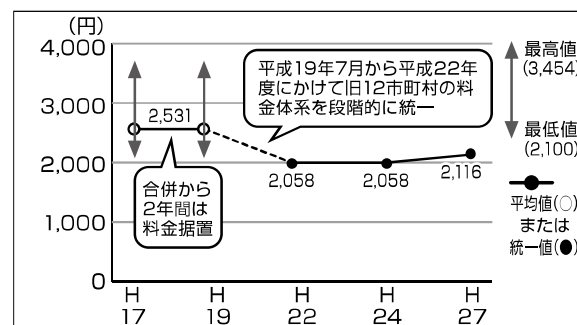 (円)
4,000
3,000
2,000
1,000
0
2,531
平成19年7月から平成22年
度にかけて旧12市町村の料
金体系を段階的に統一
合併から
2年間は
料金据置
2,058
2,058
2,116
H
17
H
19
H
22
H
24
H
27
最高値
(3,454)
最低値
(2,100)
平均値(○)
または
統一値(●)